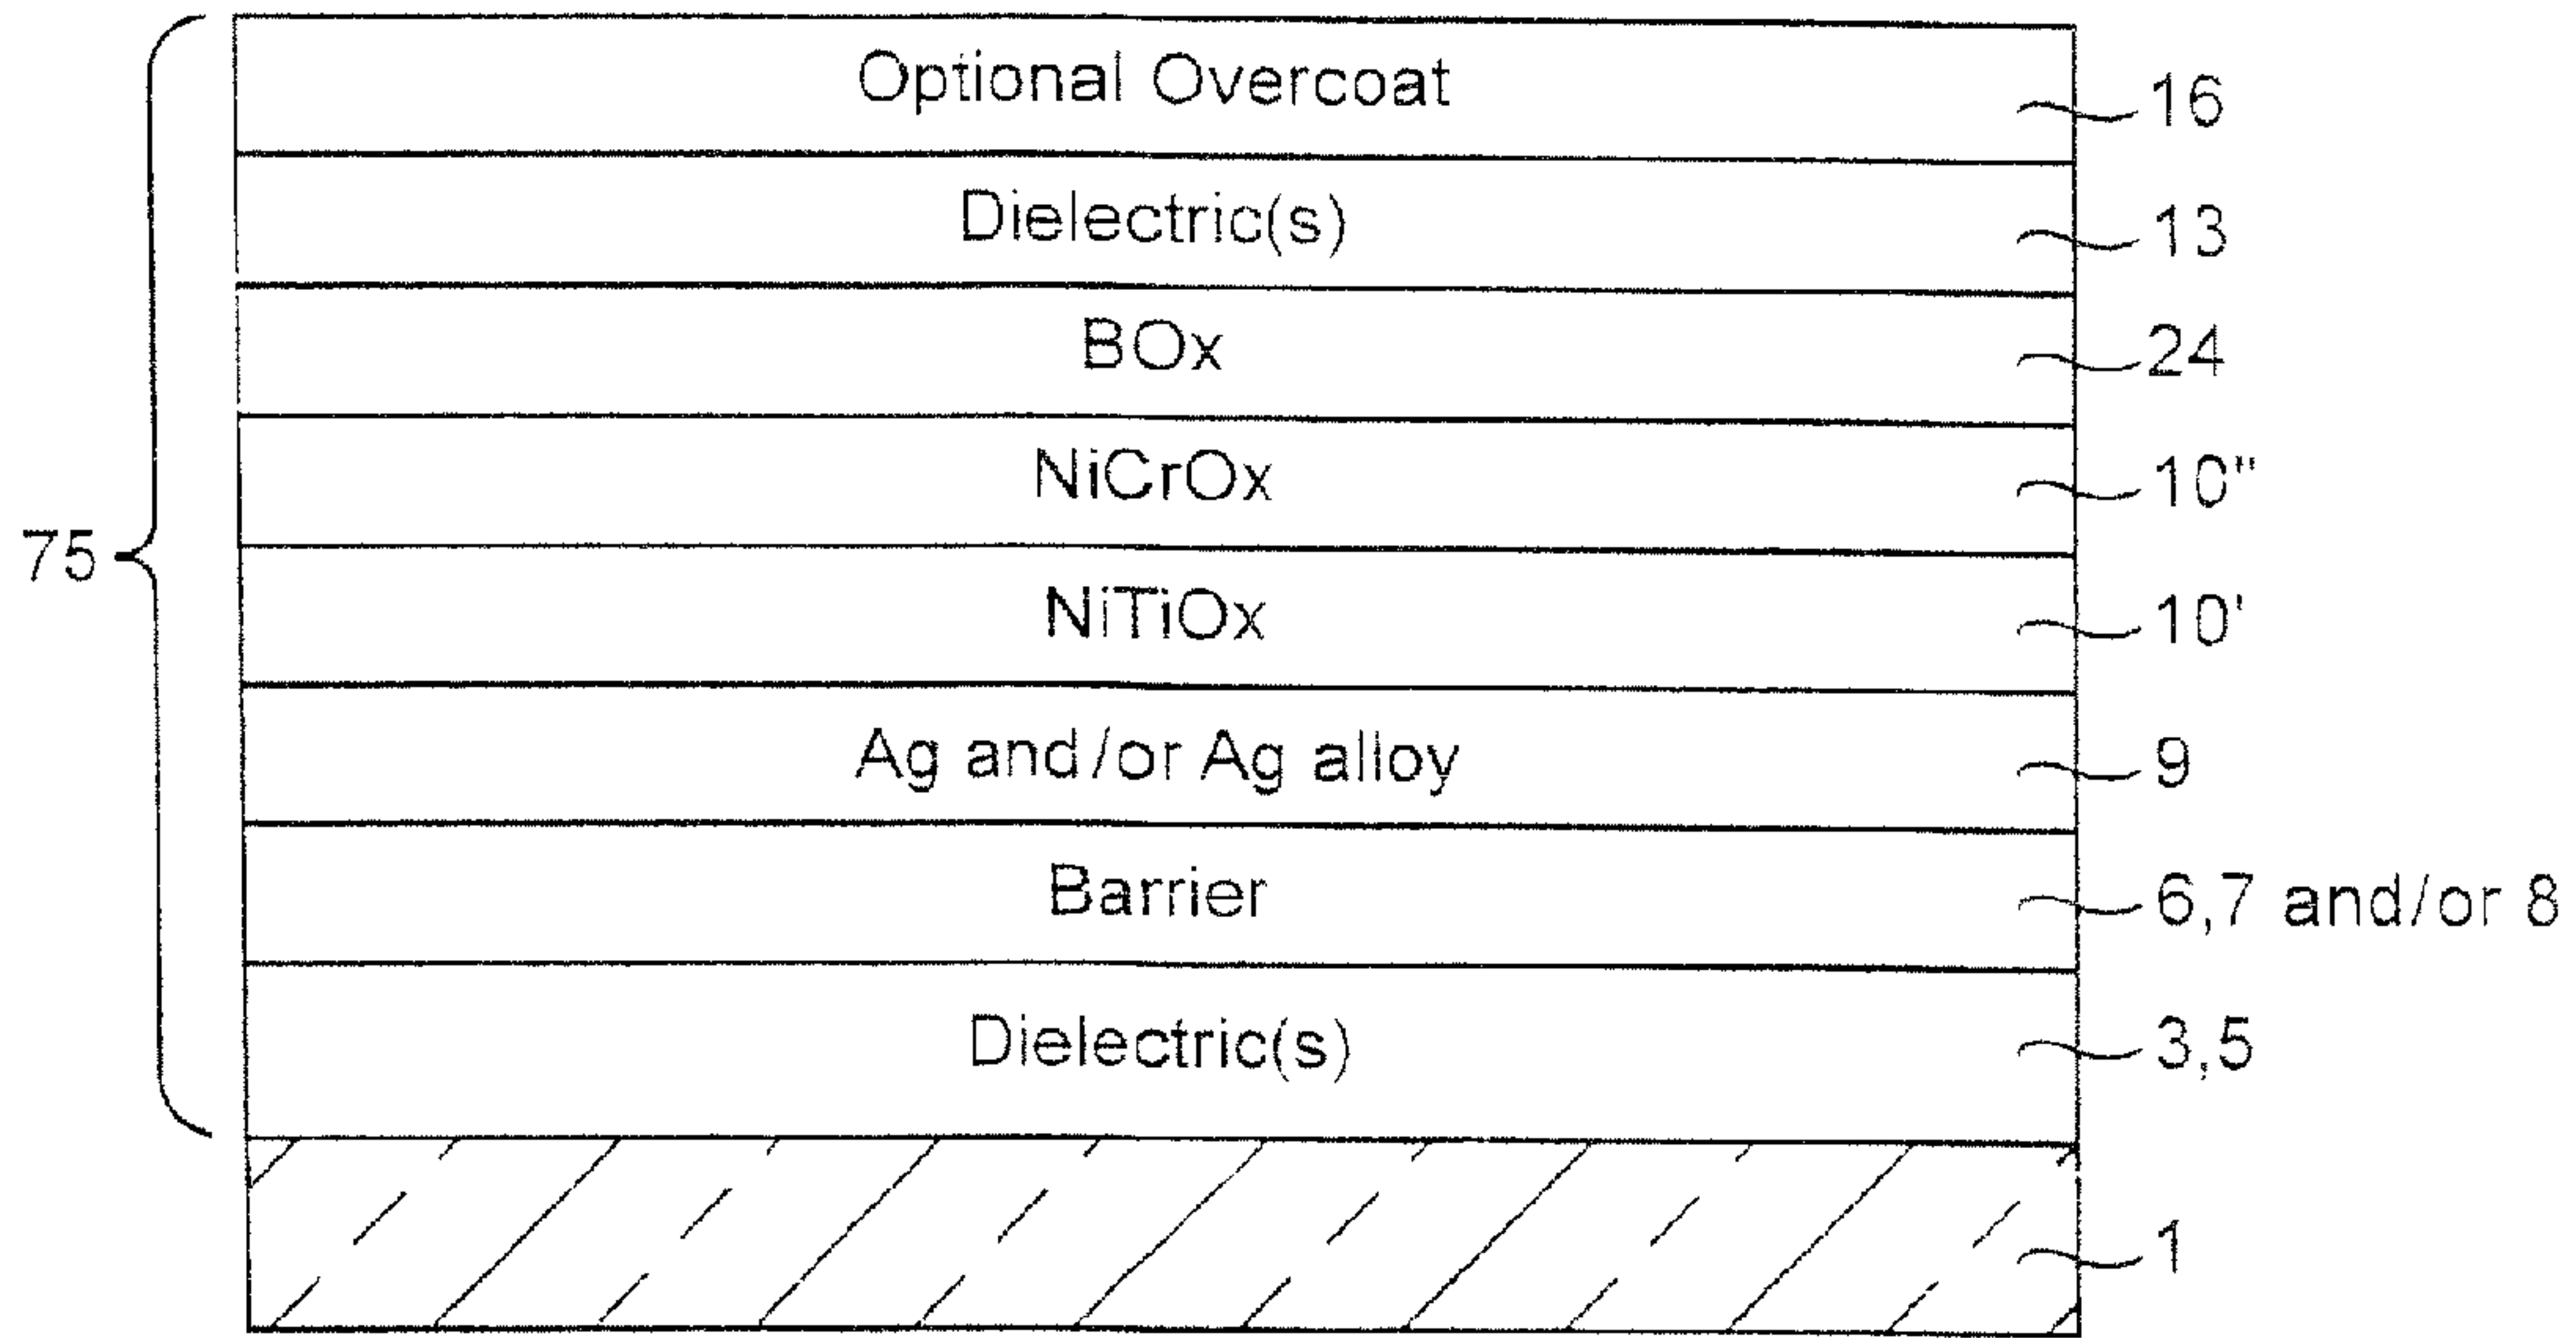 Optional Overcoat 16
Dielectric(s) 13
BOx 24
NiCrOx 10"
75
NiTiOx 10'
Ag and/or Ag alloy 9
Barrier 6,7 and/or 8
Dielectric(s) 3,5
1